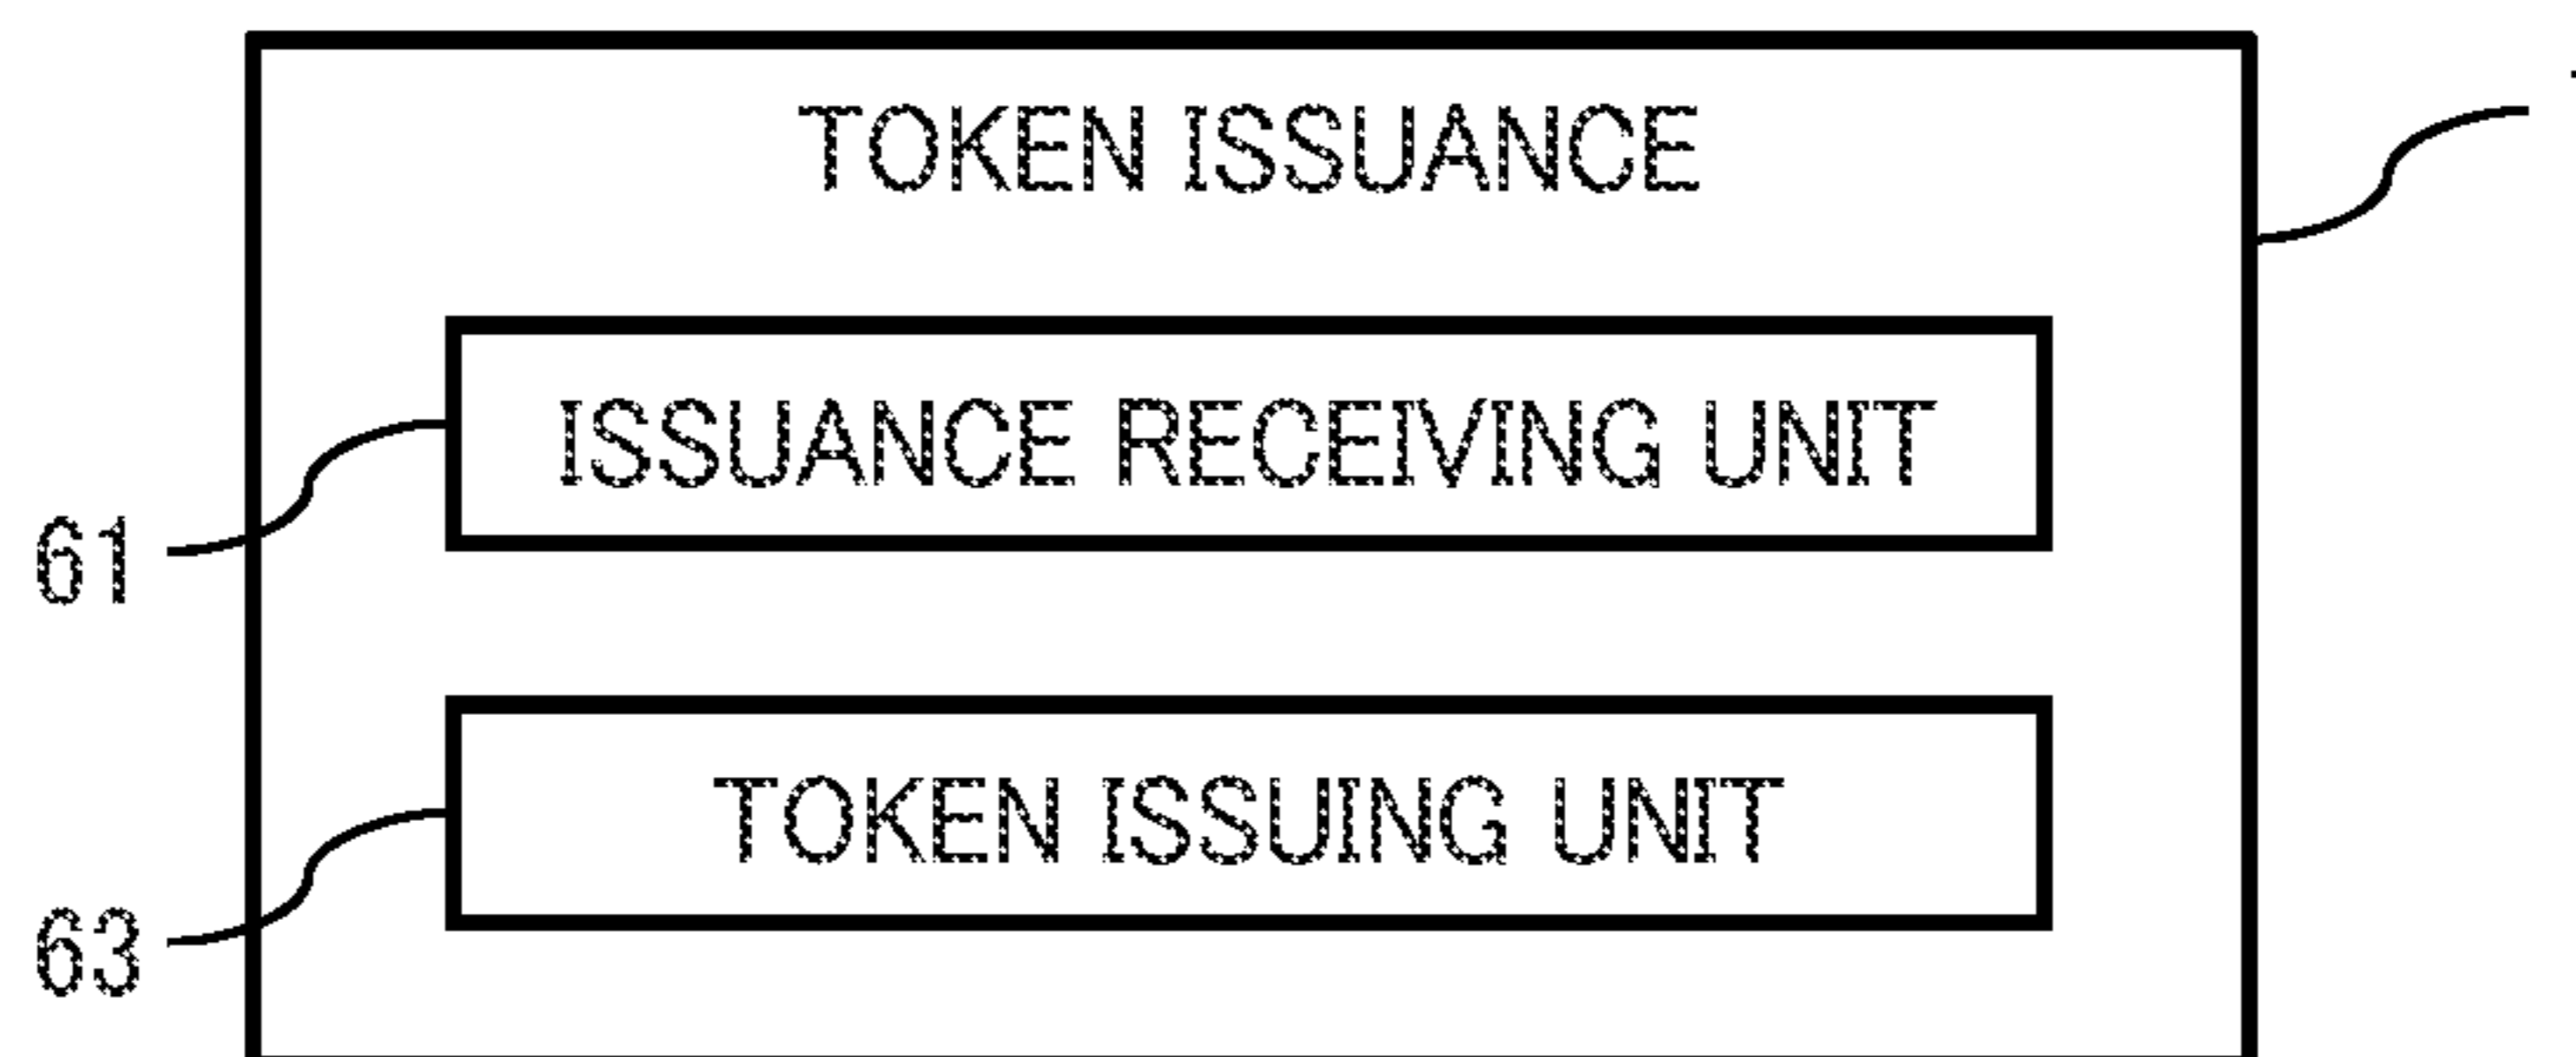 TOKEN ISSUANCE
ISSUANCE RECEIVING UNIT
61
TOKEN ISSUING UNIT
63